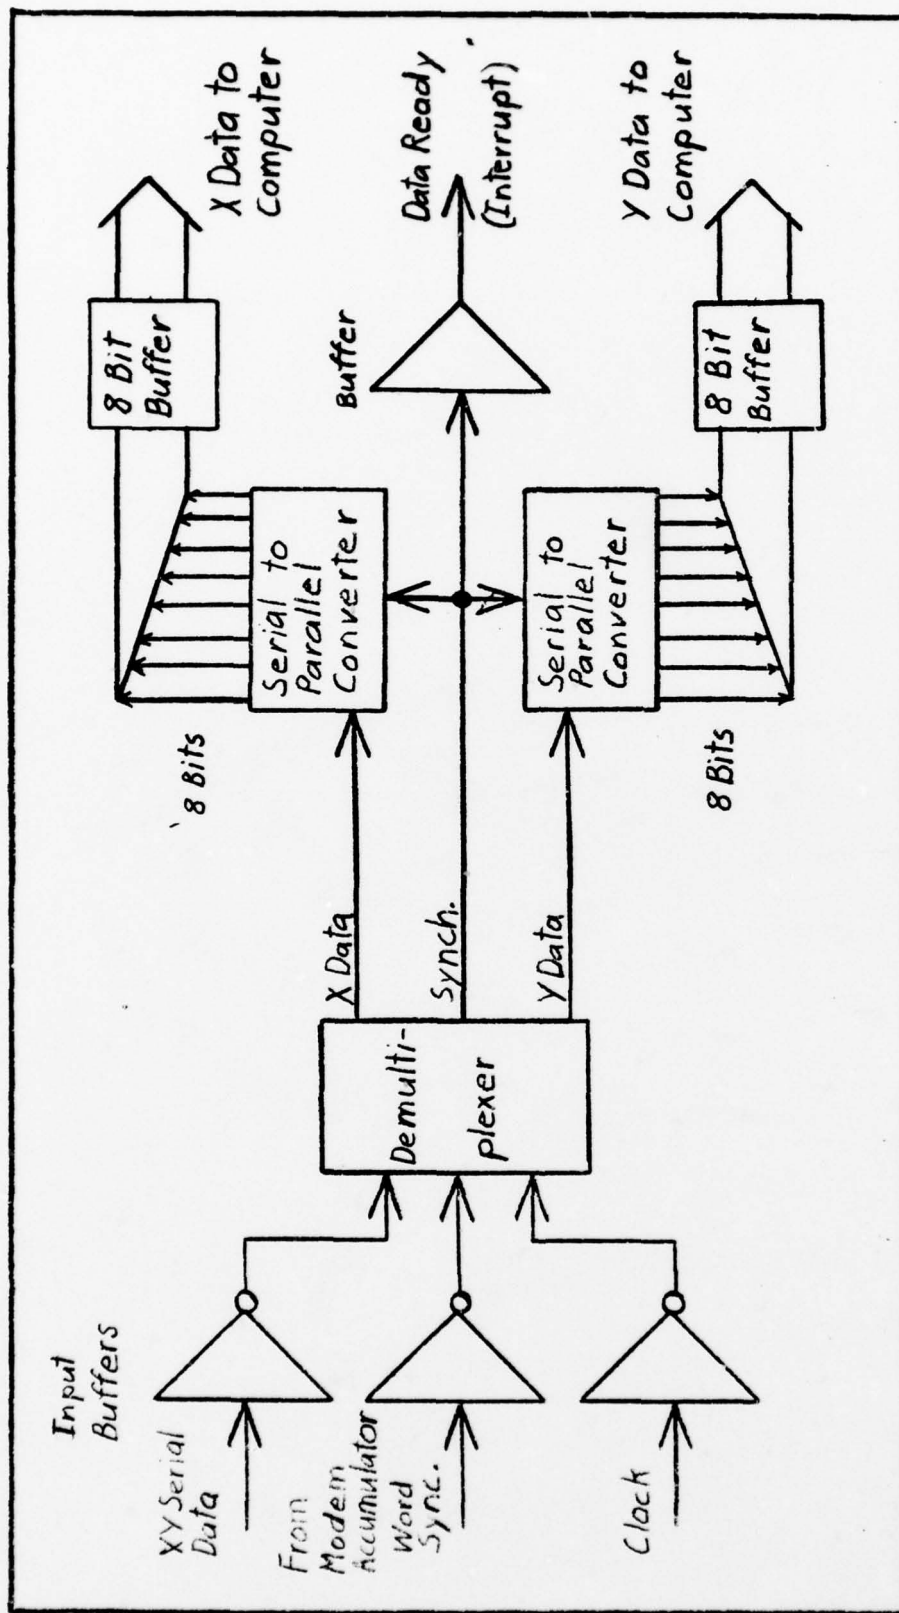 Input
Buffers
XY Serial
Data
From
Modem
Accumulator
Word
Sync.
Clock
Demulti-
plexer
X Data
Synch.
Y Data
8 Bits
Serial to
Parallel
Converter
8 Bit
Buffer
X Data to
Computer
Buffer
Data Ready
(Interrupt)
8 Bits
Serial to
Parallel
Converter
8 Bit
Buffer
Y Data to
Computer